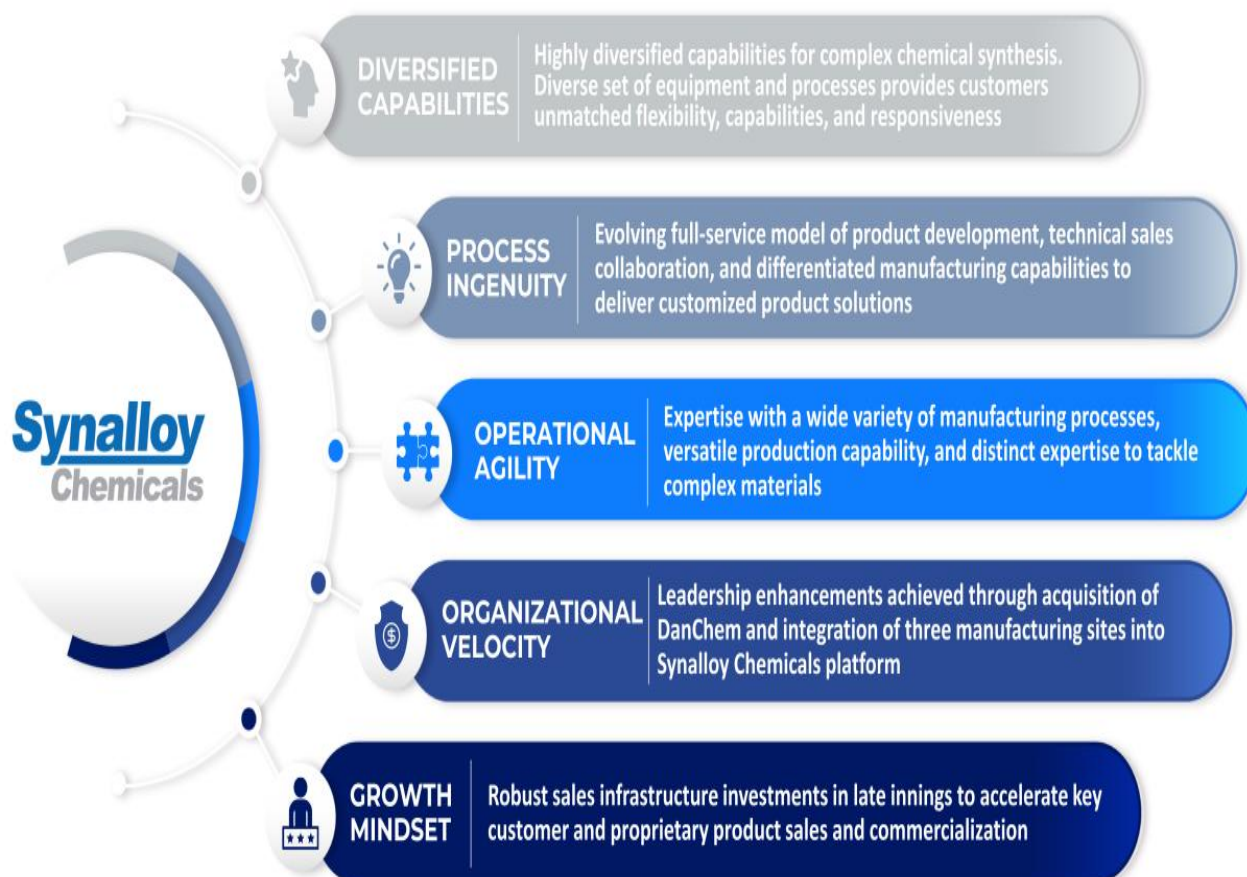 Synalloy
Chemicals
DIVERSIFIED
CAPABILITIES
Highly diversified capabilities for complex chemical synthesis.
Diverse set of equipment and processes provides customers
unmatched flexibility, capabilities, and responsiveness
PROCESS
INGENUITY
Evolving full-service model of product development, technical sales
collaboration, and differentiated manufacturing capabilities to
deliver customized product solutions
OPERATIONAL
AGILITY
Expertise with a wide variety of manufacturing processes,
versatile production capability, and distinct expertise to tackle
complex materials
ORGANIZATIONAL
VELOCITY
Leadership enhancements achieved through acquisition of
DanChem and integration of three manufacturing sites into
Synalloy Chemicals platform
GROWTH
MINDSET
Robust sales infrastructure investments in late innings to accelerate key
customer and proprietary product sales and commercialization